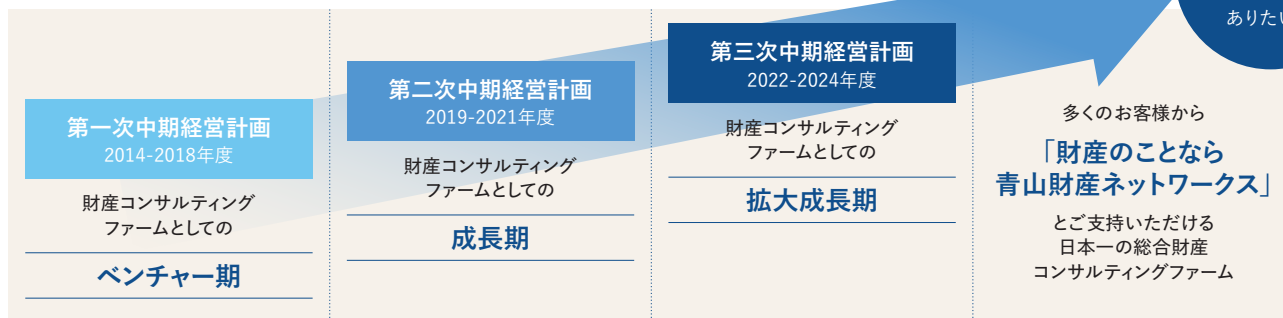 第一次中期経営計画
2014-2018年度
財産コンサルティング
ファームとしての
ベンチャー期
第二次中期経営計画
2019-2021年度
財産コンサルティング
ファームとしての
成長期
第三次中期経営計画
2022-2024年度
財産コンサルティング
ファームとしての
拡大成長期
ありたい
多くのお客様から
「財産のことなら
青山財産ネットワークス」
とご支持いただける
日本一の総合財産
コンサルティングファーム